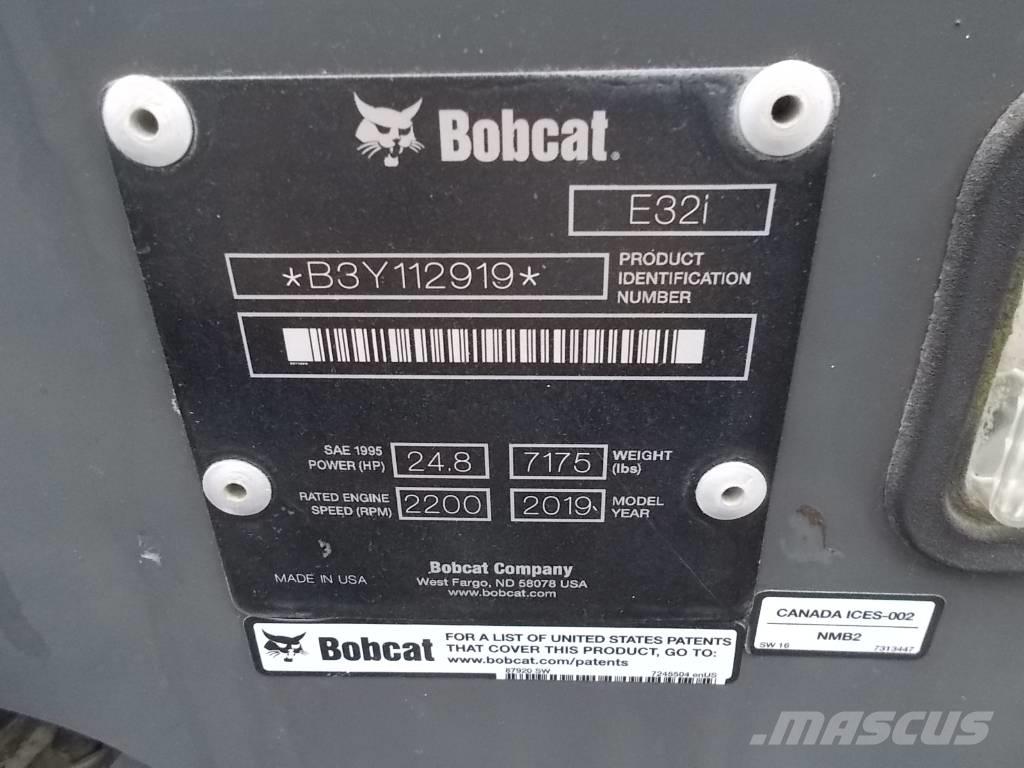 Bobcat.
E32i
*B3Y112919*
PRODUCT
IDENTIFICATION
NUMBER
SAE 1995
POWER (HP)
24.8
7175
WEIGHT
(lbs)
RATED ENGINE
SPEED (RPM)
2200
2019
MODEL
YEAR
Bobcat Company
West Fargo, ND 58078 USA
www.bobcat.com
MADE IN USA
Bobcat
FOR A LIST OF UNITED STATES PATENTS
THAT COVER THIS PRODUCT, GO TO:
www.bobcat.com/patents
87920 SW
7245504 enUS
CANADA ICES-002
NMB2
SW 16
7313447
MASCUS